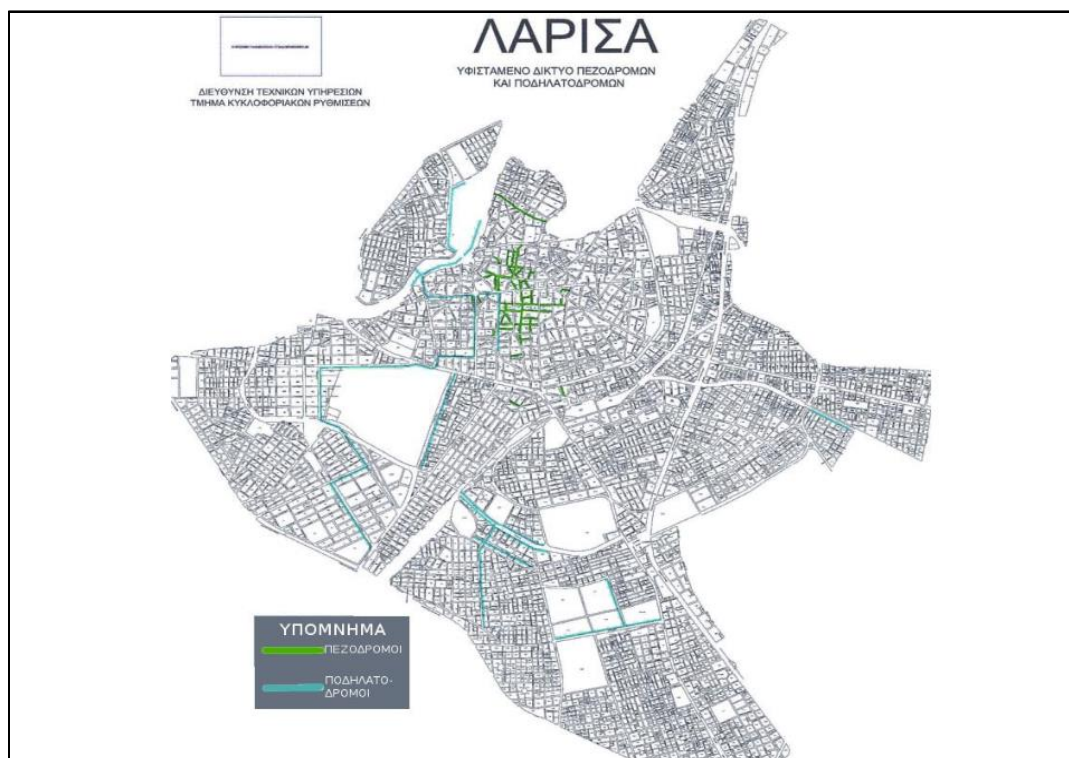 ΛΑΡΙΣΑ
ΥΦΙΣΤΑΜΕΝΟ ΔΙΚΤΥΟ ΠΕΖΟΔΡΟΜΩΝ
ΚΑΙ ΠΟΔΗΛΑΤΟΔΡΟΜΩΝ
ΔΙΕΥΘΥΝΣΗ ΤΕΧΝΙΚΩΝ ΥΠΗΡΕΣΙΩΝ
ΤΜΗΜΑ ΚΥΚΛΟΦΟΡΙΑΚΩΝ ΡΥΘΜΙΣΕΩΝ
ΥΠΟΜΝΗΜΑ
ΠΕΖΟΔΡΟΜΟΙ
ΠΟΔΗΛΑΤΟ-
ΔΡΟΜΟΙ